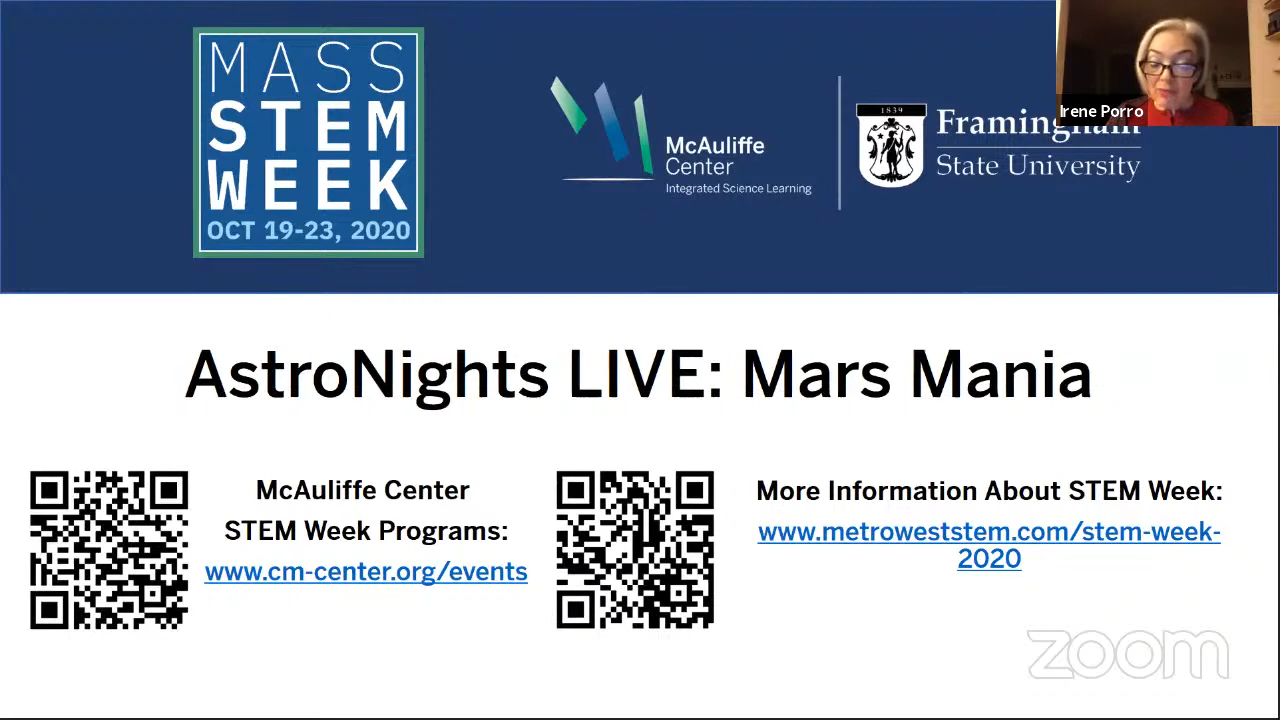 MASS
STEM
WEEK
OCT 19-23, 2020
McAuliffe
Center
Integrated Science Learning
1839
Framingham
State University
Irene Porro
AstroNights LIVE: Mars Mania
McAuliffe Center
STEM Week Programs:
www.cm-center.org/events
More Information About STEM Week:
www.metroweststem.com/stem-week-
2020
zoom